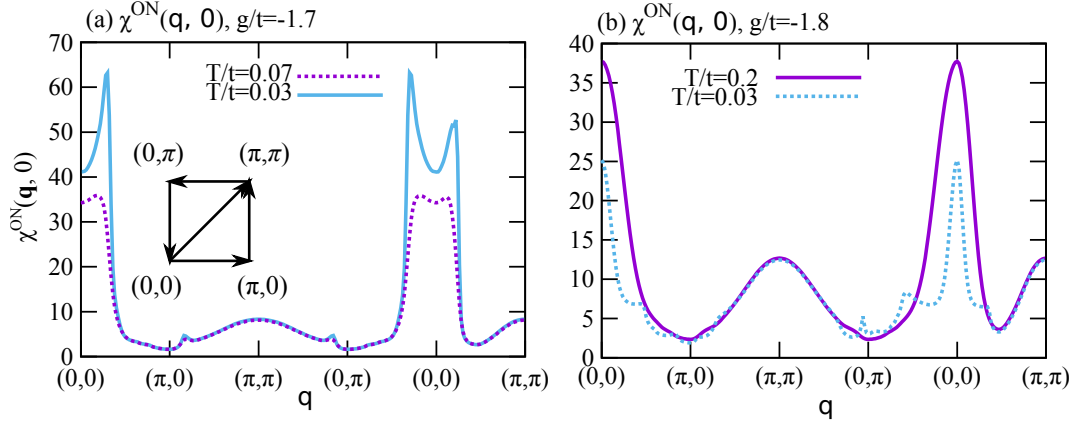 (a) χ^ON(q, 0), g/t=-1.7
70
60
50
40
30
20
10
0
χ^ON(q, 0)
T/t=0.07
T/t=0.03
(0,π) (π,π)
(0,0) (π,0)
(0,0) (π,0) (π,π) (0,π) (0,0) (π,π)
q
(b) χ^ON(q, 0) g/t=-1.8
40
35
30
25
20
15
10
5
0
T/t=0.2
T/t=0.03
(0,0) (π,0) (π,π) (0,π) (0,0) (π,π)
q